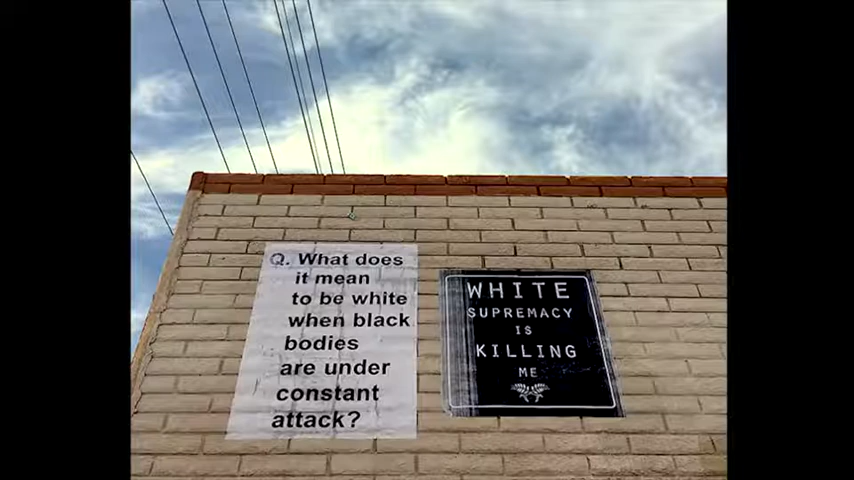 Q. What does
it mean
to be white
when black
bodies
are under
constant
attack?
WHITE
SUPREMACY
IS
KILLING
ME